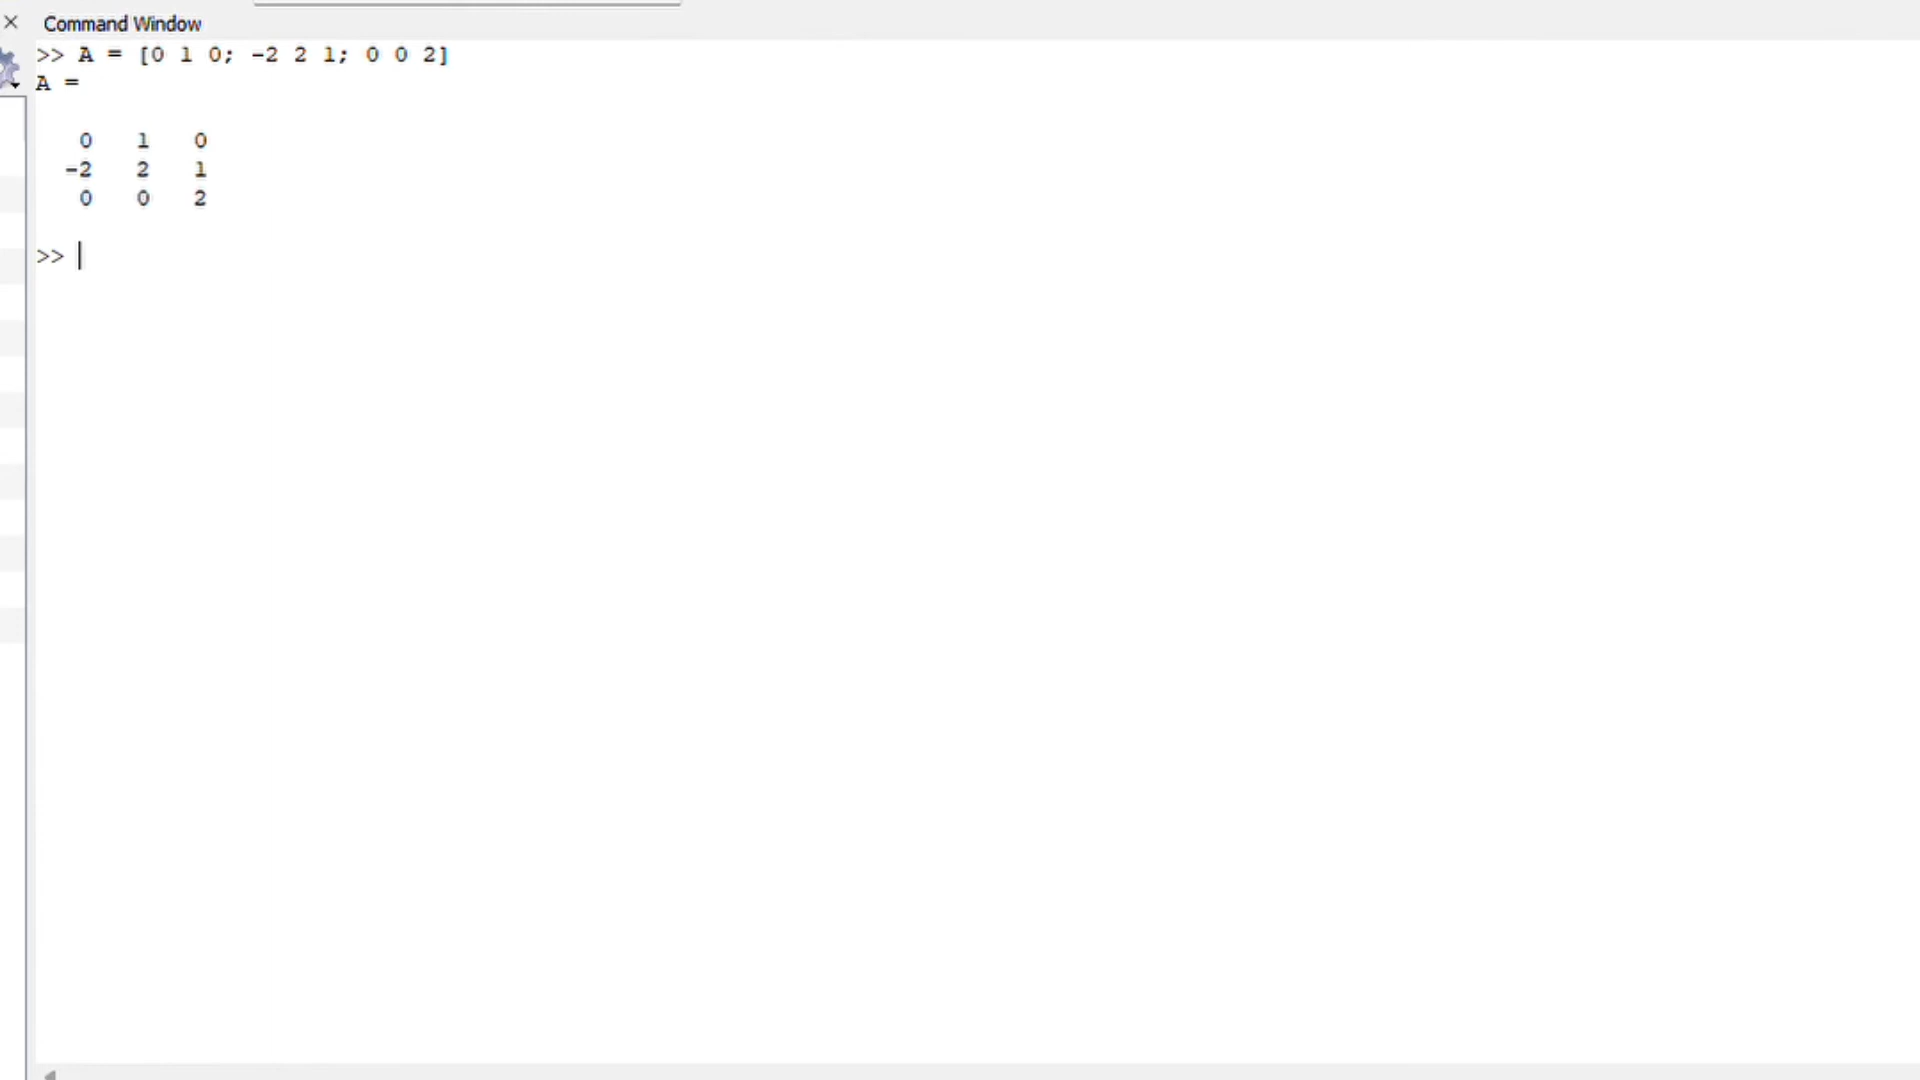 Command Window
>> A = [0 1 0; -2 2 1; 0 0 2]
A =
0 1 0
-2 2 1
0 0 2
>>